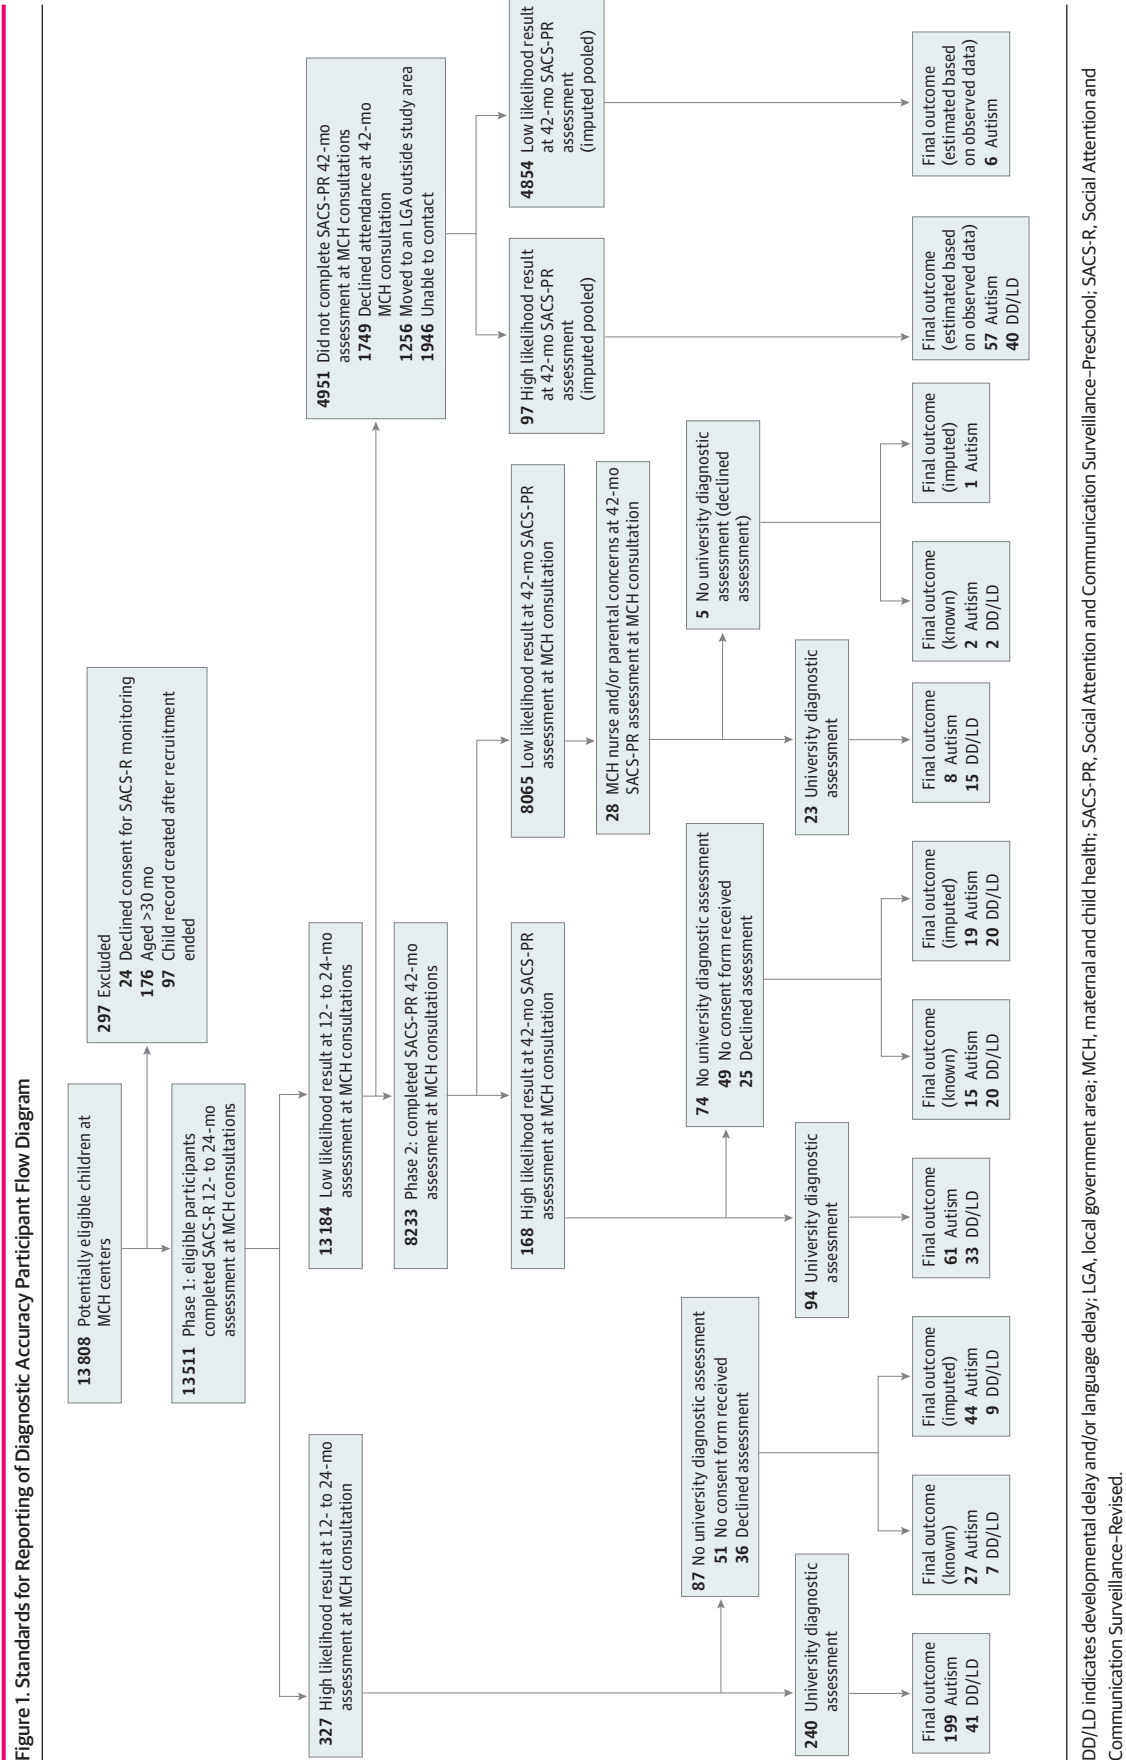 Figure 1. Standards for Reporting of Diagnostic Accuracy Participant Flow Diagram
13 808 Potentially eligible children at
MCH centers
297 Excluded
24 Declined consent for SACS-R monitoring
176 Aged >30 mo
97 Child record created after recruitment
ended
13 511 Phase 1: eligible participants
completed SACS-R 12- to 24-mo
assessment at MCH consultations
327 High likelihood result at 12- to 24-mo
assessment at MCH consultation
13 184 Low likelihood result at 12- to 24-mo
assessment at MCH consultations
4951 Did not complete SACS-PR 42-mo
assessment at MCH consultations
1749 Declined attendance at 42-mo
MCH consultation
1256 Moved to an LGA outside study area
1946 Unable to contact
8233 Phase 2: completed SACS-PR 42-mo
assessment at MCH consultations
168 High likelihood result at 42-mo SACS-PR
assessment at MCH consultation
8065 Low likelihood result at 42-mo SACS-PR
assessment at MCH consultation
97 High likelihood result
at 42-mo SACS-PR
assessment
(imputed pooled)
4854 Low likelihood result
at 42-mo SACS-PR
assessment
(imputed pooled)
28 MCH nurse and/or parental concerns at 42-mo
SACS-PR assessment at MCH consultation
87 No university diagnostic assessment
51 No consent form received
36 Declined assessment
74 No university diagnostic assessment
49 No consent form received
25 Declined assessment
5 No university diagnostic
assessment (declined
assessment)
240 University diagnostic
assessment
94 University diagnostic
assessment
23 University diagnostic
assessment
Final outcome
199 Autism
41 DD/LD
Final outcome
(known)
27 Autism
7 DD/LD
Final outcome
(imputed)
44 Autism
9 DD/LD
Final outcome
61 Autism
33 DD/LD
Final outcome
(known)
15 Autism
20 DD/LD
Final outcome
(imputed)
19 Autism
20 DD/LD
Final outcome
8 Autism
15 DD/LD
Final outcome
(known)
2 Autism
2 DD/LD
Final outcome
(imputed)
1 Autism
Final outcome
(estimated based
on observed data)
57 Autism
40 DD/LD
Final outcome
(estimated based
on observed data)
6 Autism
DD/LD indicates developmental delay and/or language delay; LGA, local government area; MCH, maternal and child health; SACS-PR, Social Attention and Communication Surveillance–Preschool; SACS-R, Social Attention and
Communication Surveillance–Revised.